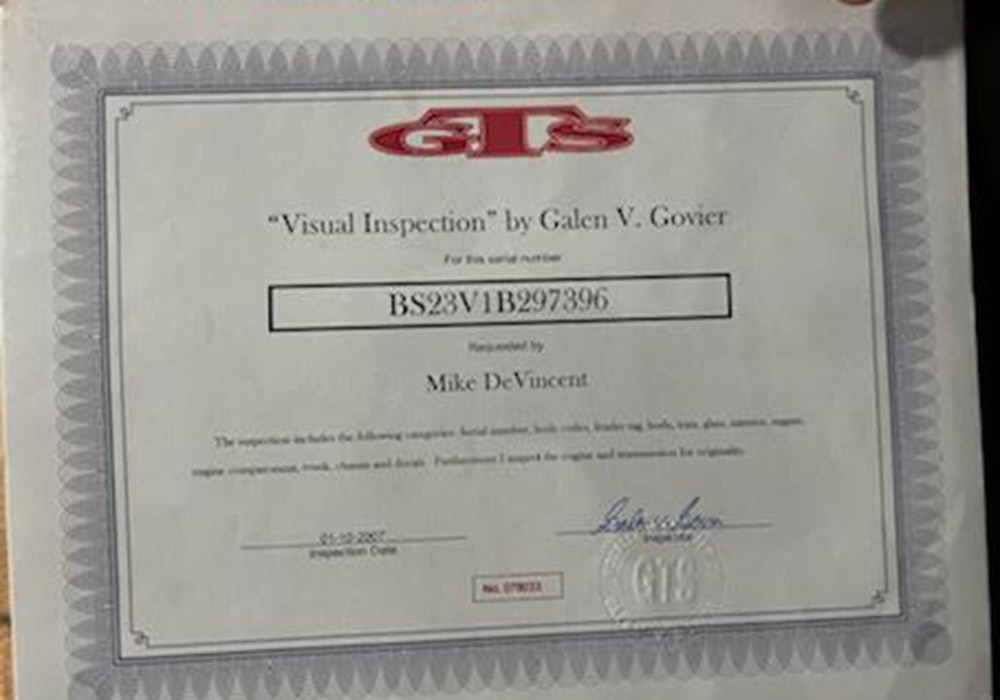 GTS
“Visual Inspection” by Galen V. Govier
For this serial number
BS23V1B297396
Requested by
Mike DeVincent
The inspection includes the following categories: Serial number, body codes, fender tag, body, trim, glass, interior, engine,
engine compartment, trunk, chassis and decals. Furthermore I inspect the engine and transmission for originality.
01-10-2007
Inspection Date
Inspector
GTS